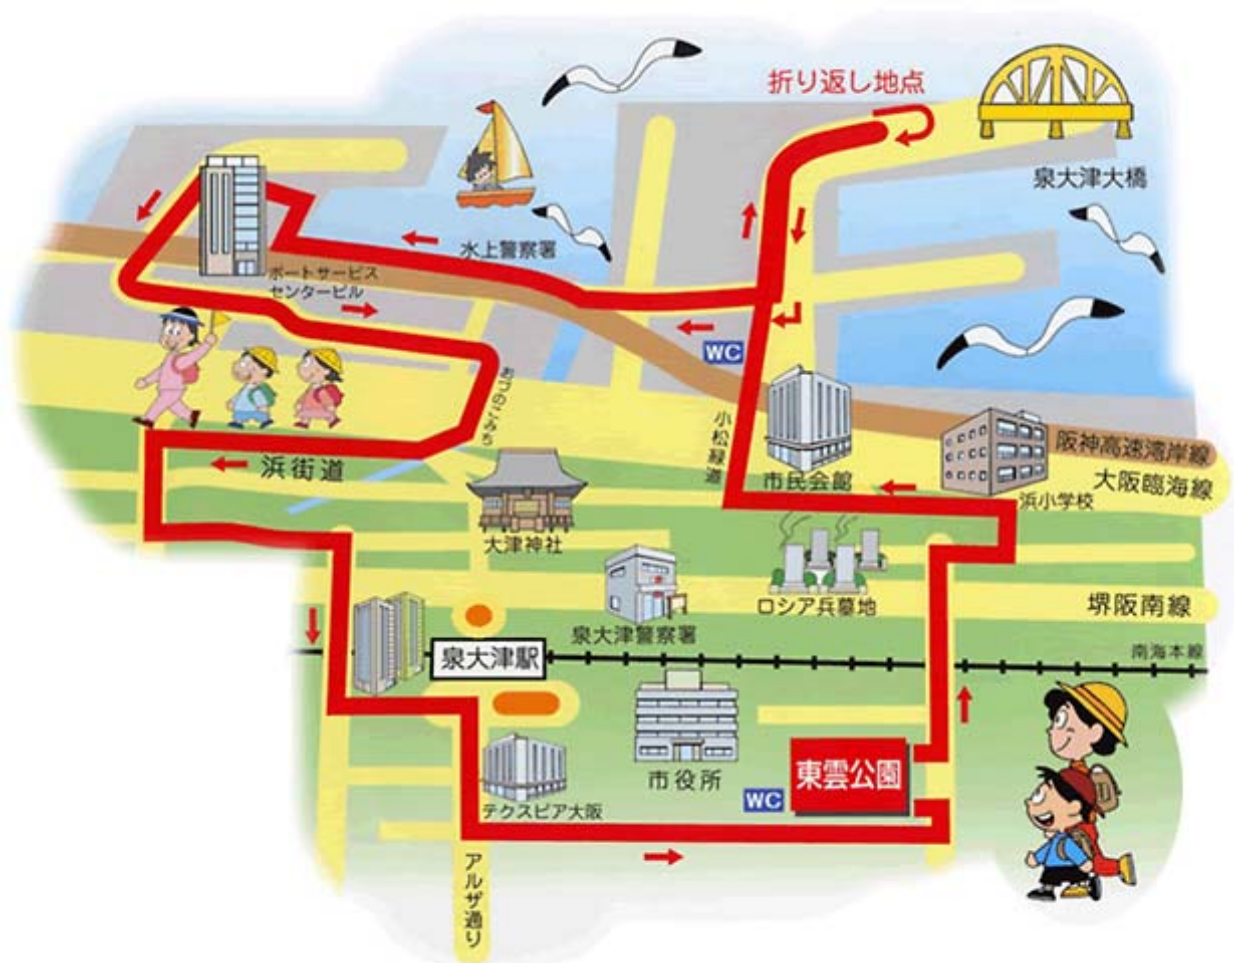 折り返し地点
泉大津大橋
水上警察署
ポートサービス
センタービル
WC
おづのこみち
小松緑道
阪神高速湾岸線
大阪臨海線
浜街道
市民会館
浜小学校
大津神社
ロシア兵墓地
堺阪南線
泉大津警察署
泉大津駅
南海本線
市役所
東雲公園
WC
テクスピア大阪
アルザ通り